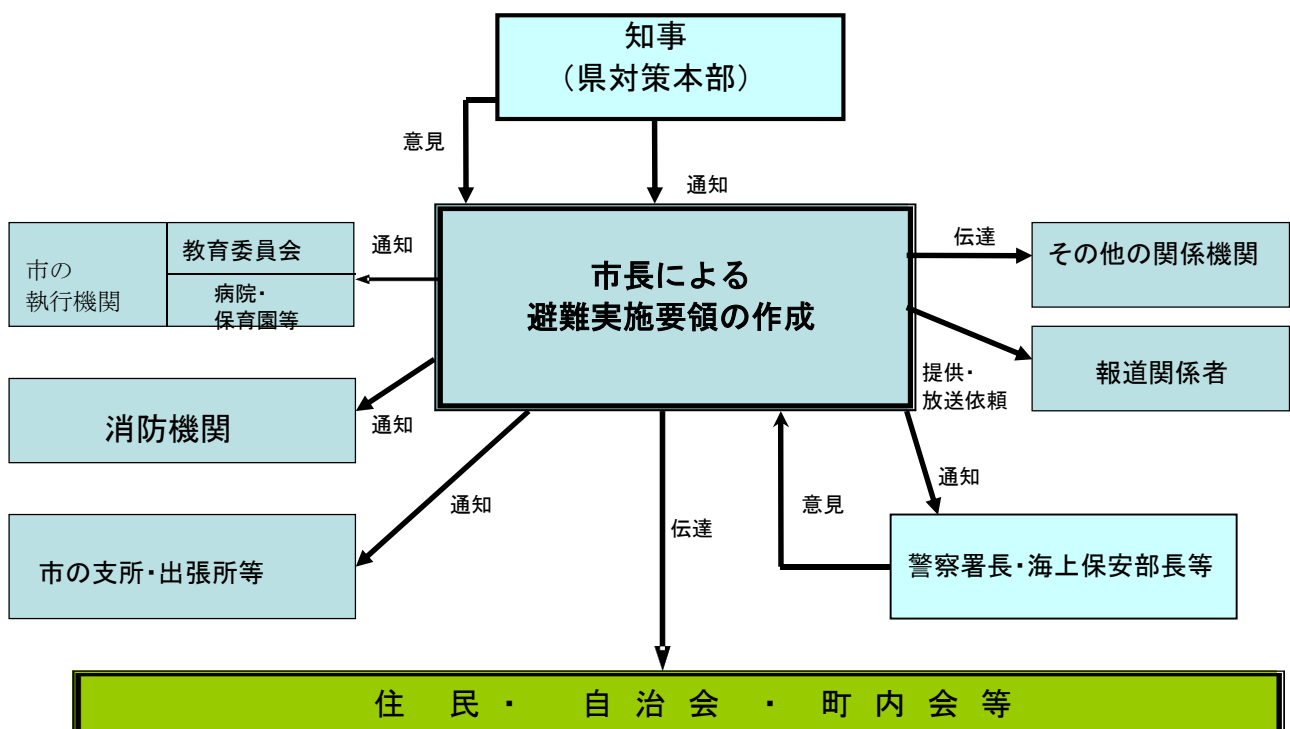 知事
（県対策本部）
意見
通知
市の
執行機関
教育委員会
病院・
保育園等
通知
市長による
避難実施要領の作成
伝達
その他の関係機関
消防機関
通知
提供・
放送依頼
報道関係者
市の支所・出張所等
通知
伝達
意見
通知
警察署長・海上保安部長等
住　民・　自治会・町内会等